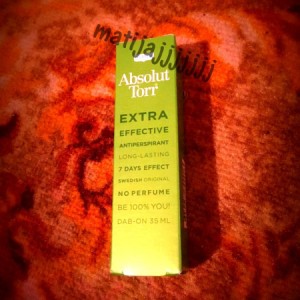 matijajjjjjjj
Absolut
Torr
EXTRA
EFFECTIVE
ANTIPERSPIRANT
LONG-LASTING
7 DAYS EFFECT
SWEDISH ORIGINAL
NO PERFUME
BE 100% YOU!
DAB-ON 35 ML